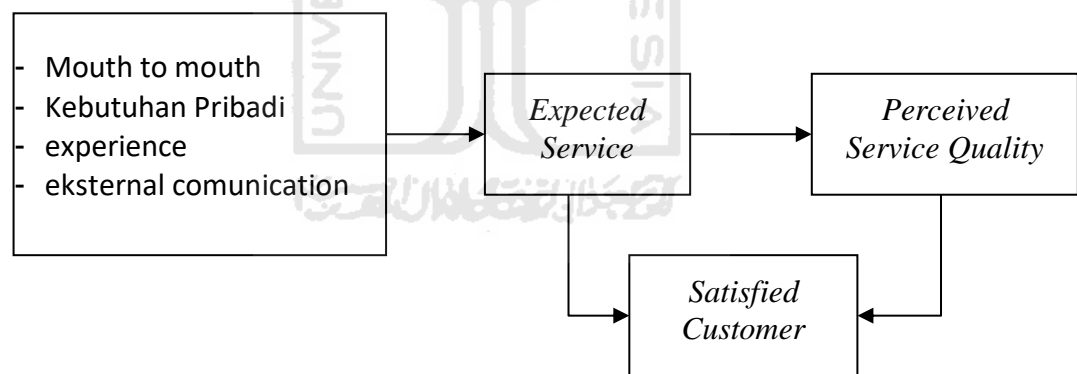 - Mouth to mouth
- Kebutuhan Pribadi
- experience
- eksternal comunication
Expected
Service
Perceived
Service Quality
Satisfied
Customer